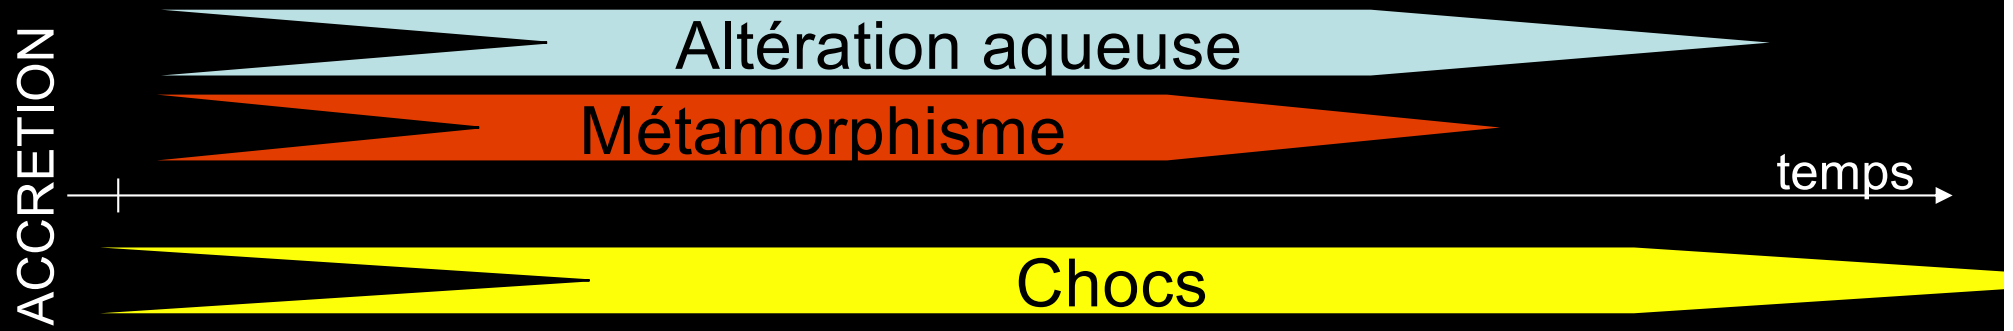 ACCRETION
Altération aqueuse
Métamorphisme
temps
Chocs